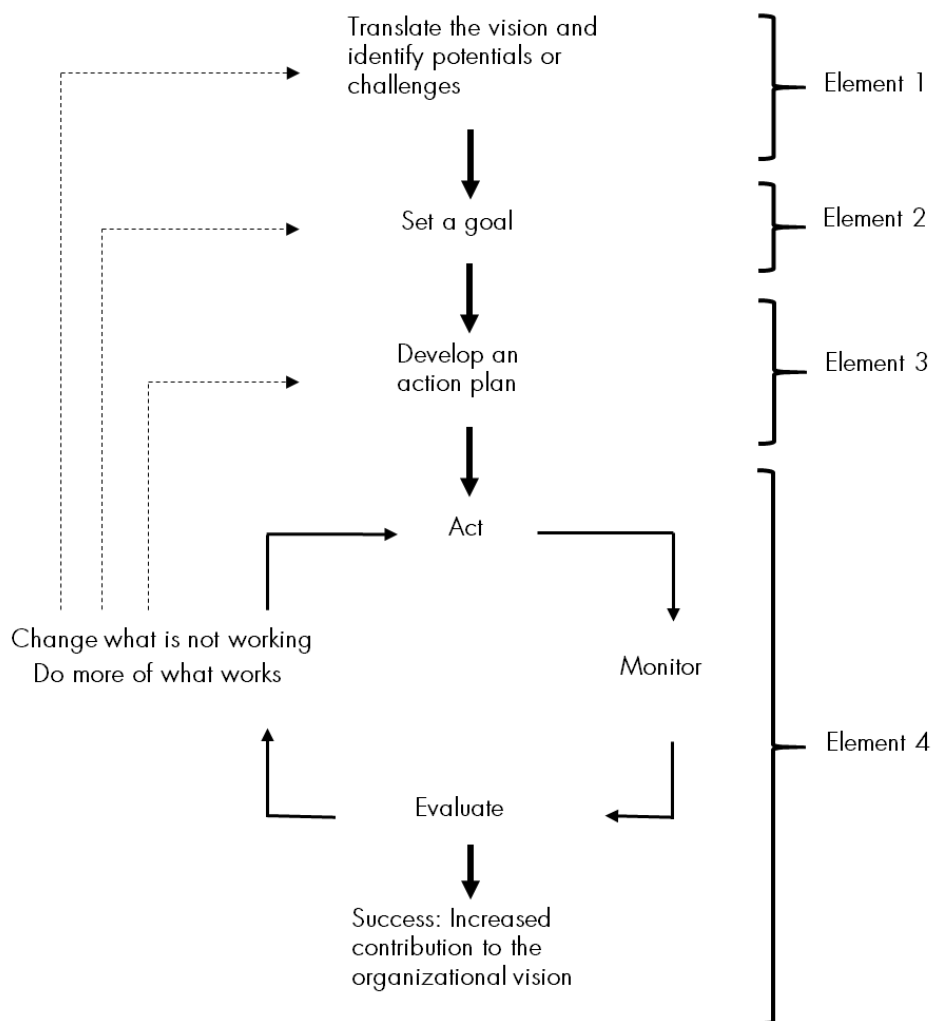 Translate the vision and
identify potentials or
challenges
Element 1
Set a goal
Element 2
Develop an
action plan
Element 3
Act
Change what is not working
Do more of what works
Monitor
Element 4
Evaluate
Success: Increased
contribution to the
organizational vision